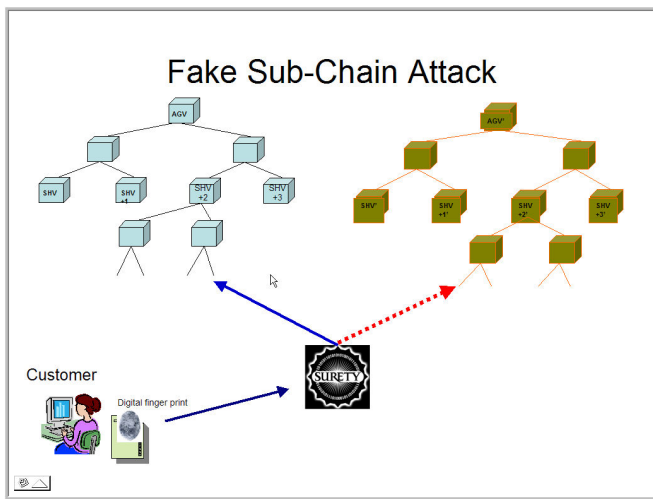 Fake Sub-Chain Attack
AGV
AGV'
SHV
SHV
+1
SHV
+2
SHV
+3
SHV'
SHV
+1'
SHV
+2'
SHV
+3'
SURETY
Customer
Digital finger print